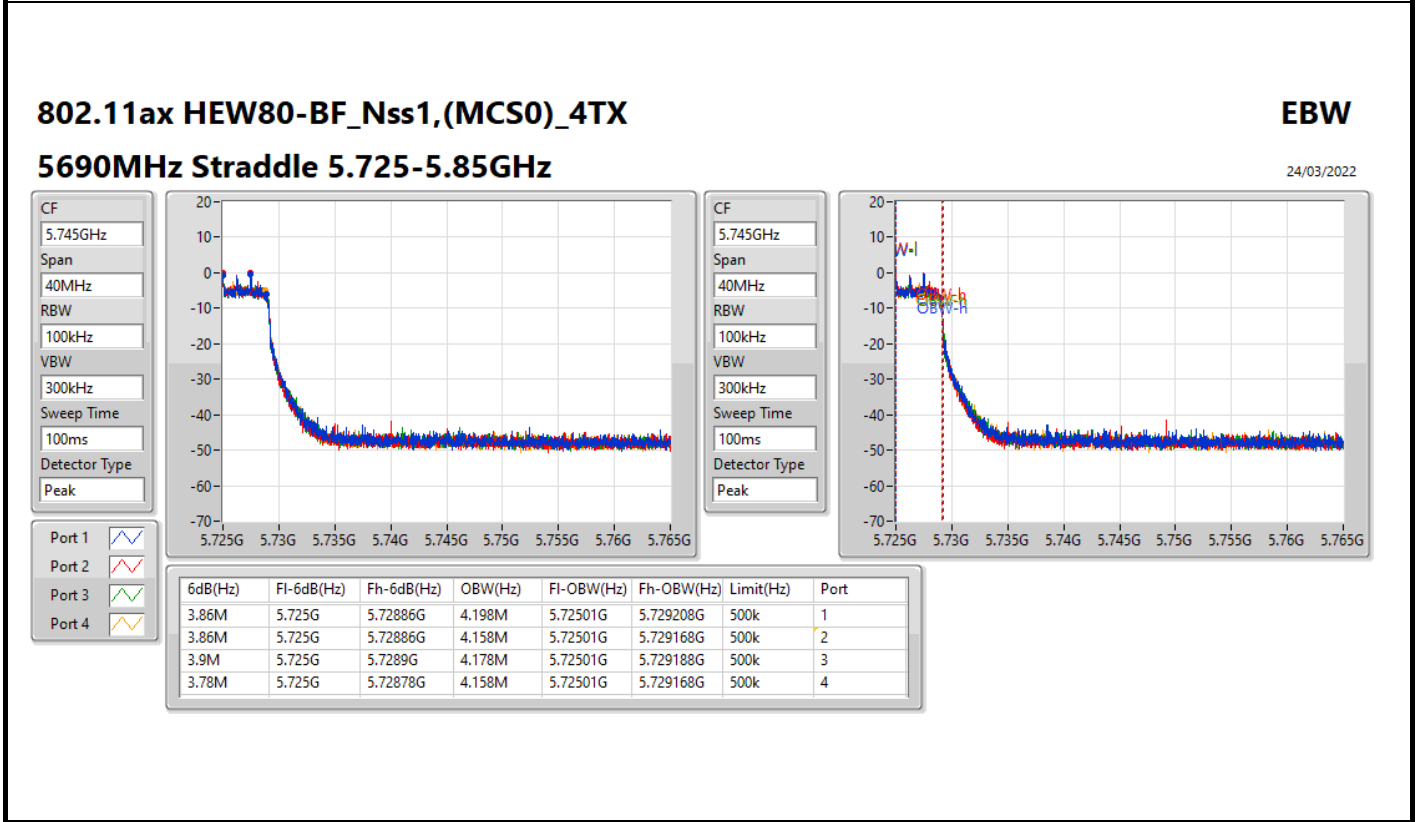 802.11ax HEW80-BF_Nss1,(MCS0)_4TX
EBW
5690MHz Straddle 5.725-5.85GHz
24/03/2022
CF
5.745GHz
Span
40MHz
RBW
100kHz
VBW
300kHz
Sweep Time
100ms
Detector Type
Peak
20
10
0
-10
-20
-30
-40
-50
-60
-70
5.725G 5.73G 5.735G 5.74G 5.745G 5.75G 5.755G 5.76G 5.765G
CF
5.745GHz
Span
40MHz
RBW
100kHz
VBW
300kHz
Sweep Time
100ms
Detector Type
Peak
20
10
0
-10
-20
-30
-40
-50
-60
-70
W-l
OBW-h
5.725G 5.73G 5.735G 5.74G 5.745G 5.75G 5.755G 5.76G 5.765G
Port 1
Port 2
Port 3
Port 4
6dB(Hz) Fl-6dB(Hz) Fh-6dB(Hz) OBW(Hz) Fl-OBW(Hz) Fh-OBW(Hz) Limit(Hz) Port
3.86M 5.725G 5.72886G 4.198M 5.72501G 5.729208G 500k 1
3.86M 5.725G 5.72886G 4.158M 5.72501G 5.729168G 500k 2
3.9M 5.725G 5.7289G 4.178M 5.72501G 5.729188G 500k 3
3.78M 5.725G 5.72878G 4.158M 5.72501G 5.729168G 500k 4